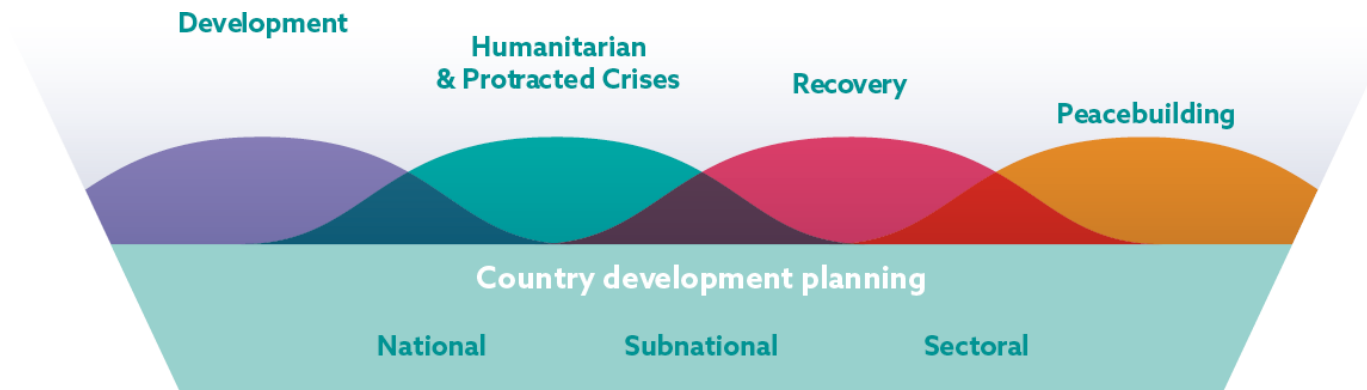 Development
Humanitarian
& Protracted Crises
Recovery
Peacebuilding
Country development planning
National
Subnational
Sectoral